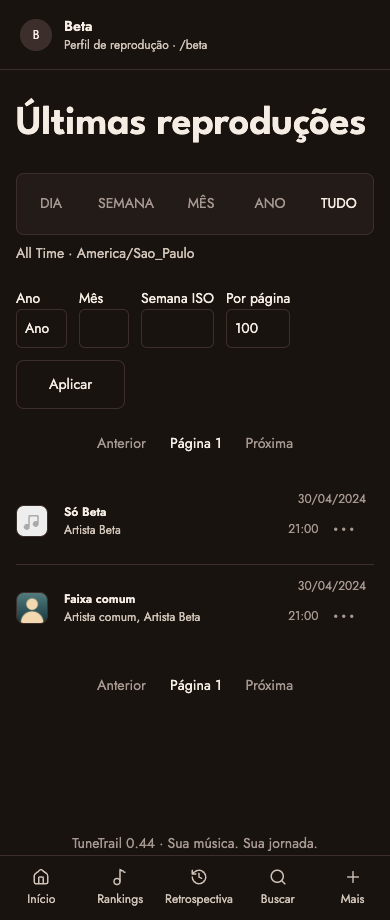 B
Beta
Perfil de reprodução · /beta
Últimas reproduções
DIA SEMANA MÊS ANO TUDO
All Time · America/Sao_Paulo
Ano Mês Semana ISO Por página
Ano 100
Aplicar
Anterior Página 1 Próxima
30/04/2024
Só Beta
Artista Beta
21:00 •••
30/04/2024
Faixa comum
Artista comum, Artista Beta
21:00 •••
Anterior Página 1 Próxima
TuneTrail 0.44 · Sua música. Sua jornada.
Início Rankings Retrospectiva Buscar Mais